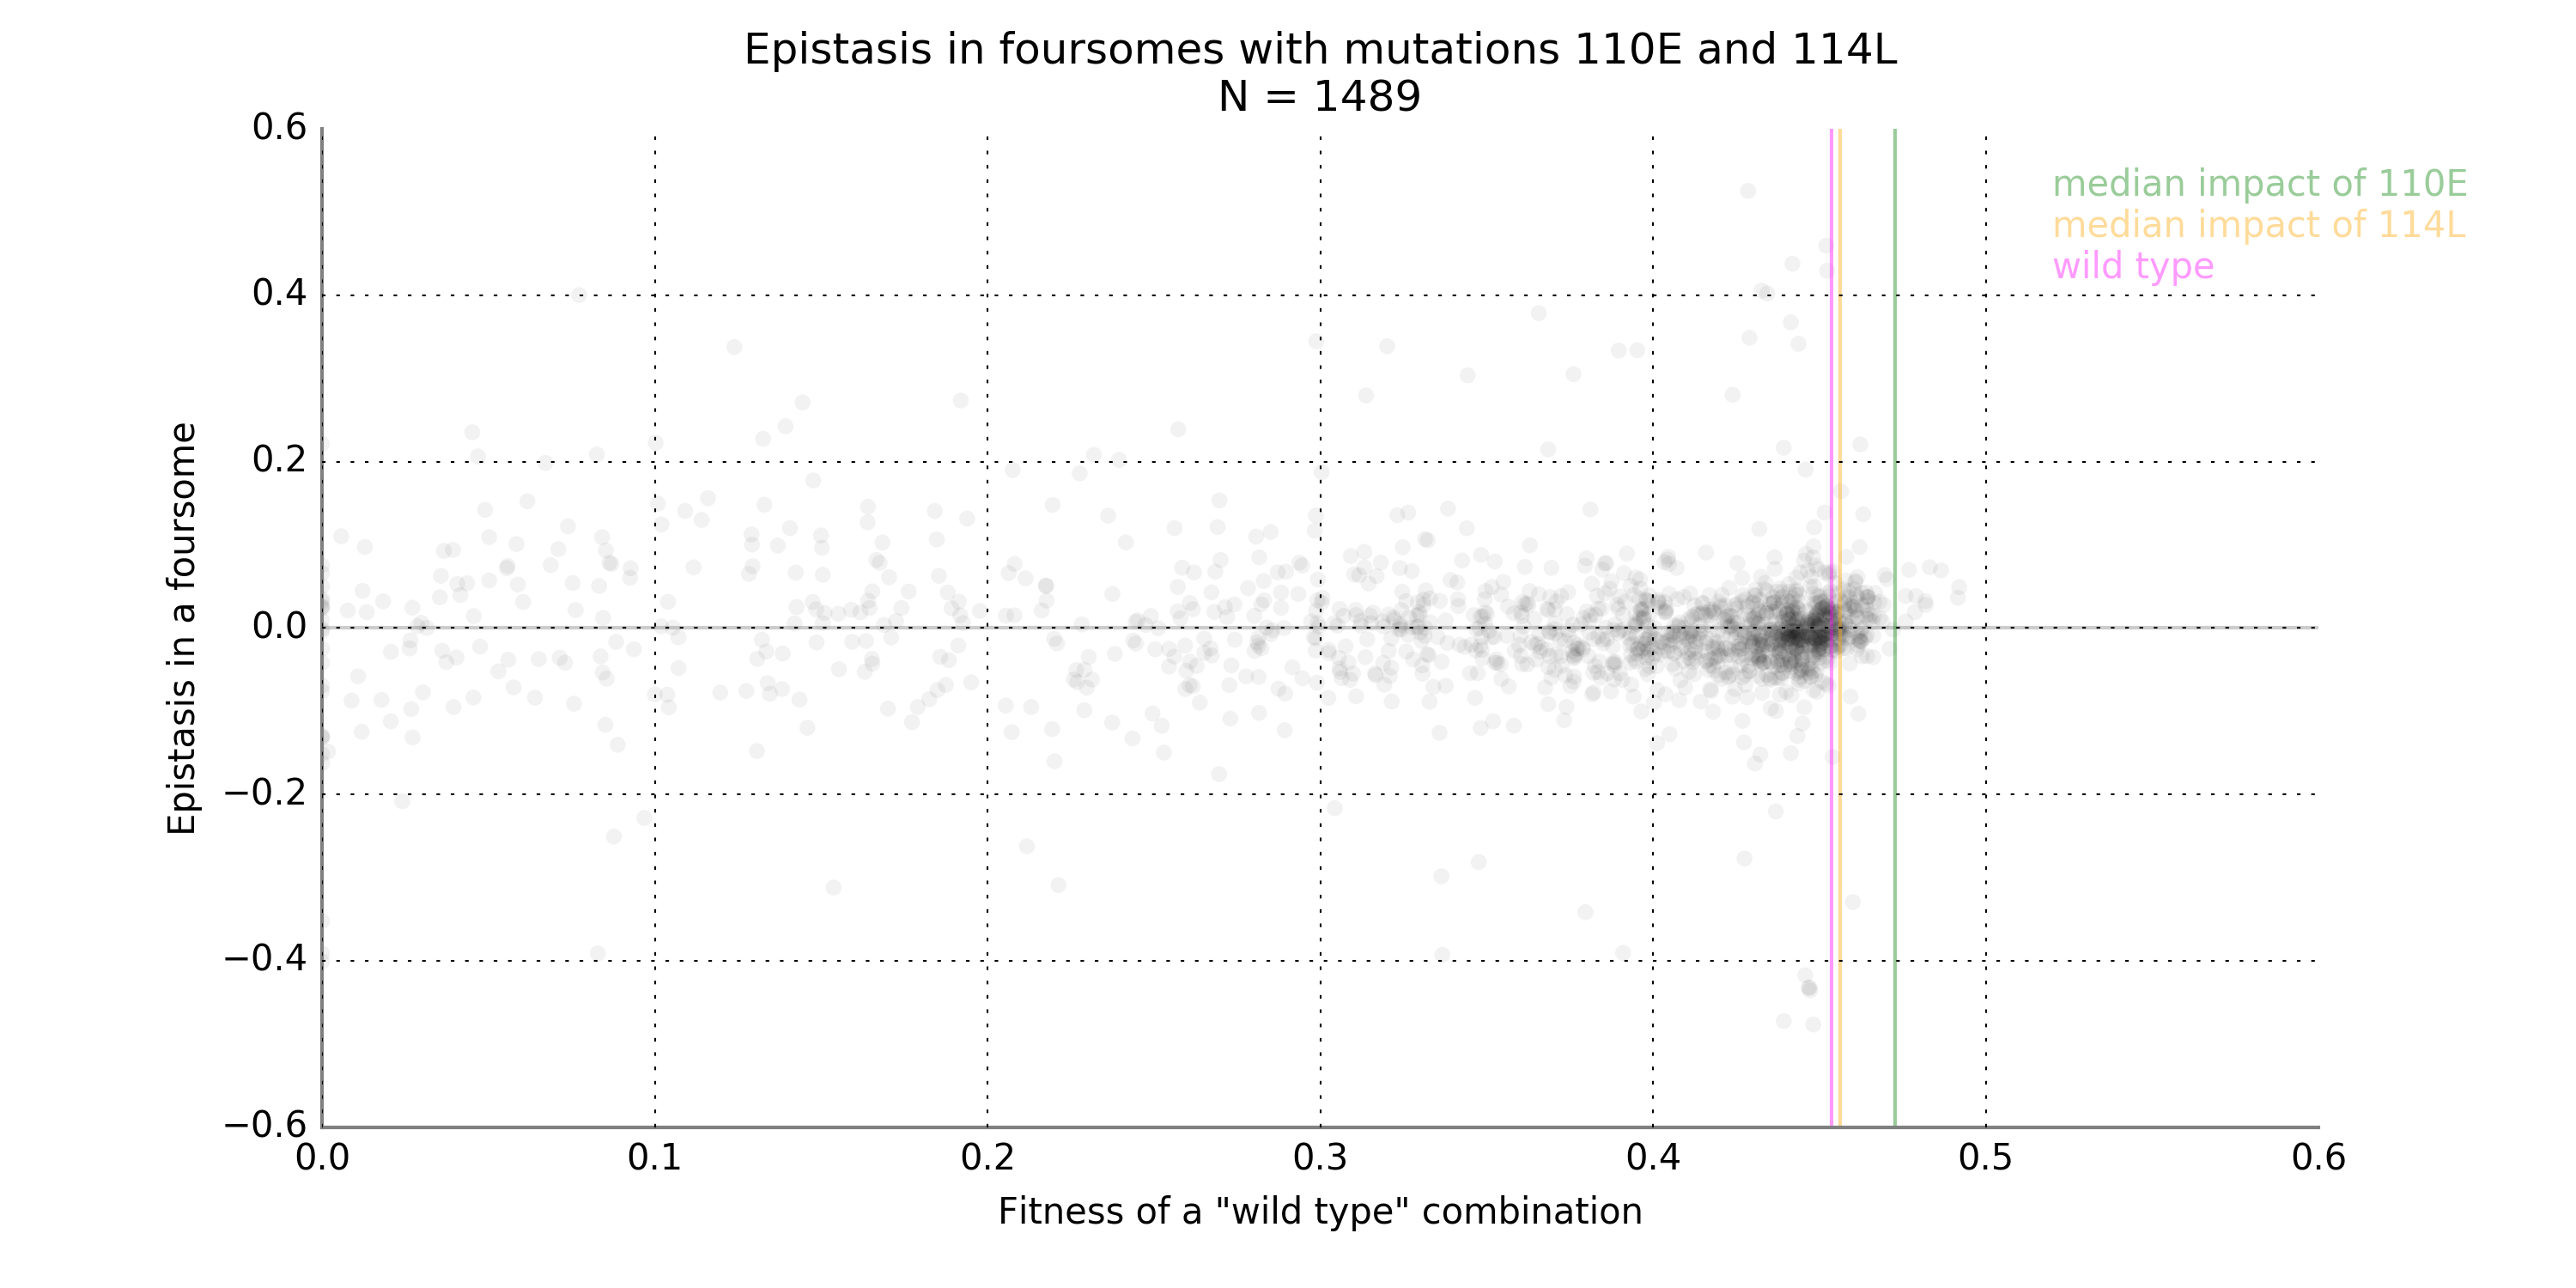 Epistasis in foursomes with mutations 110E and 114L
N = 1489
0.6
0.4
0.2
0.0
−0.2
−0.4
−0.6
Epistasis in a foursome
median impact of 110E
median impact of 114L
wild type
0.0 0.1 0.2 0.3 0.4 0.5 0.6
Fitness of a "wild type" combination